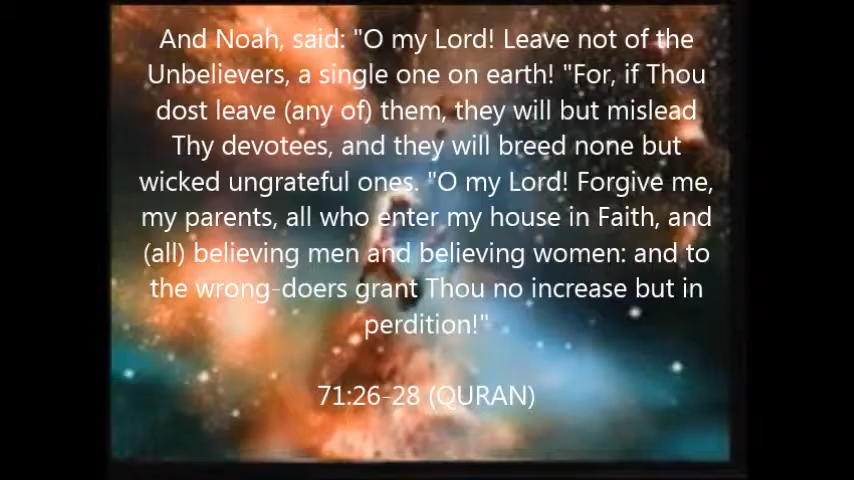 And Noah, said: "O my Lord! Leave not of the
Unbelievers, a single one on earth! "For, if Thou
dost leave (any of) them, they will but mislead
Thy devotees, and they will breed none but
wicked ungrateful ones. "O my Lord! Forgive me,
my parents, all who enter my house in Faith, and
(all) believing men and believing women: and to
the wrong-doers grant Thou no increase but in
perdition!"
71:26-28 (QURAN)